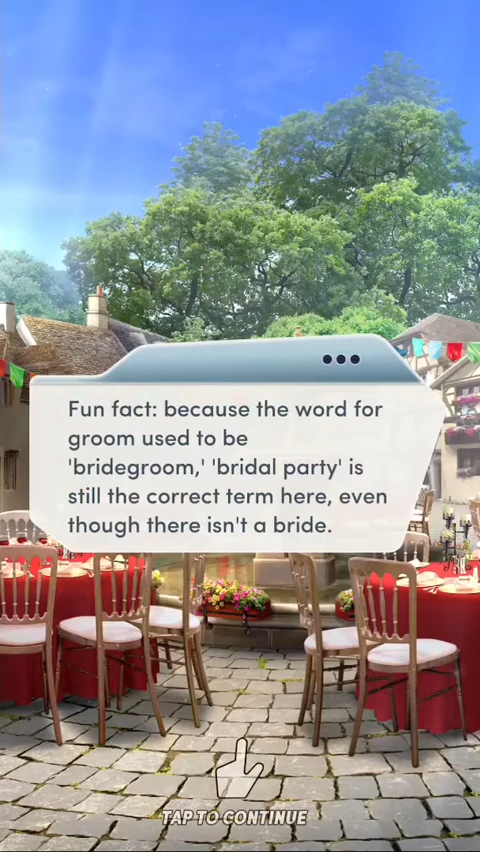 Fun fact: because the word for
groom used to be
'bridegroom,' 'bridal party' is
still the correct term here, even
though there isn't a bride.
TAP TO CONTINUE